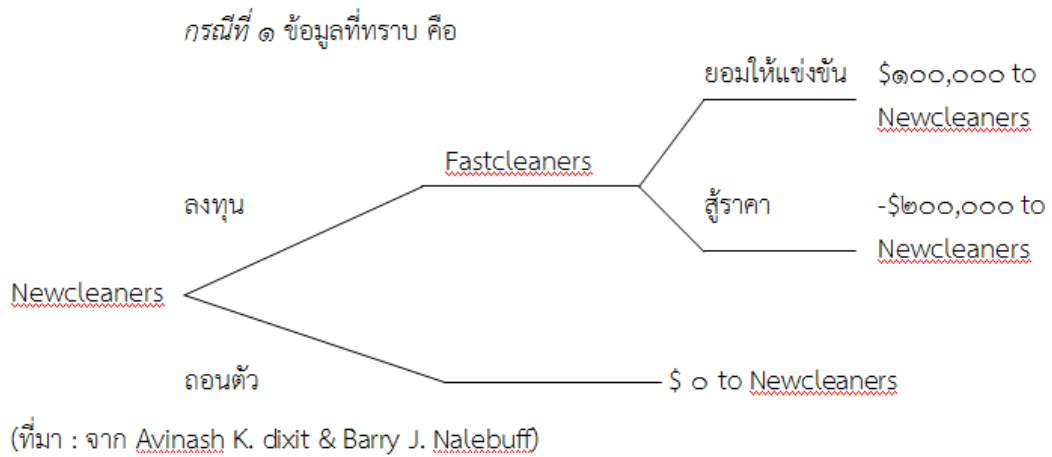 กรณีที่ ๑ ข้อมูลที่ทราบ คือ
ยอมให้แข่งขัน $๑๐๐,๐๐๐ to
Newcleaners
Fastcleaners
ลงทุน
สู้ราคา -$๒๐๐,๐๐๐ to
Newcleaners
Newcleaners
ถอนตัว
$ ๐ to Newcleaners
(ที่มา : จาก Avinash K. dixit & Barry J. Nalebuff)